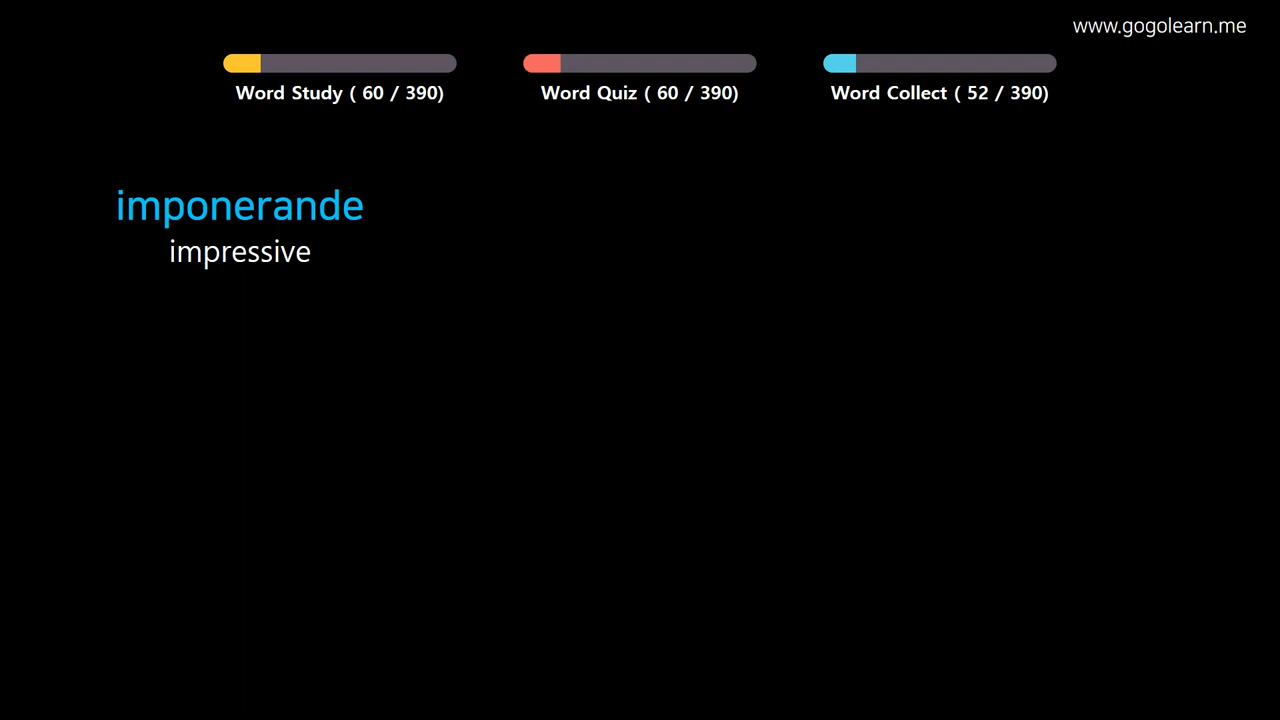 www.gogolearn.me
Word Study ( 60 / 390)
Word Quiz ( 60 / 390)
Word Collect ( 52 / 390)
imponerande
impressive